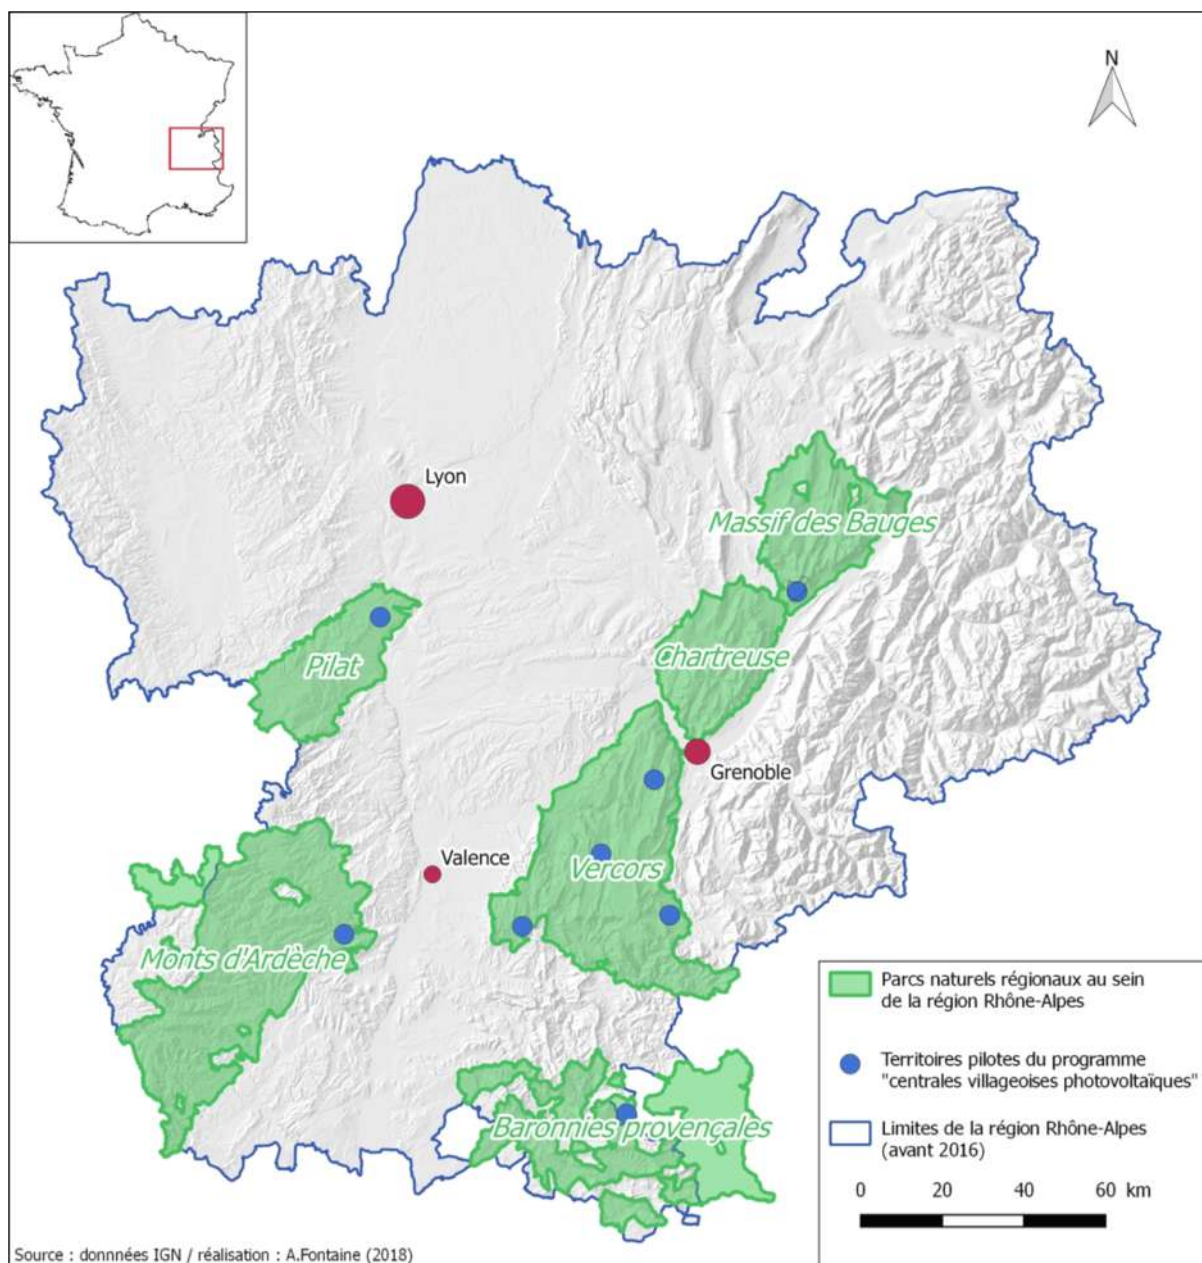 N
Lyon
Massif des Bauges
Pilat
Chartreuse
Grenoble
Valence
Vercors
Monts d'Ardèche
Baronnies provençales
Parcs naturels régionaux au sein
de la région Rhône-Alpes
Territoires pilotes du programme
"centrales villageoises photovoltaïques"
Limites de la région Rhône-Alpes
(avant 2016)
0 20 40 60 km
Source : donnnées IGN / réalisation : A.Fontaine (2018)